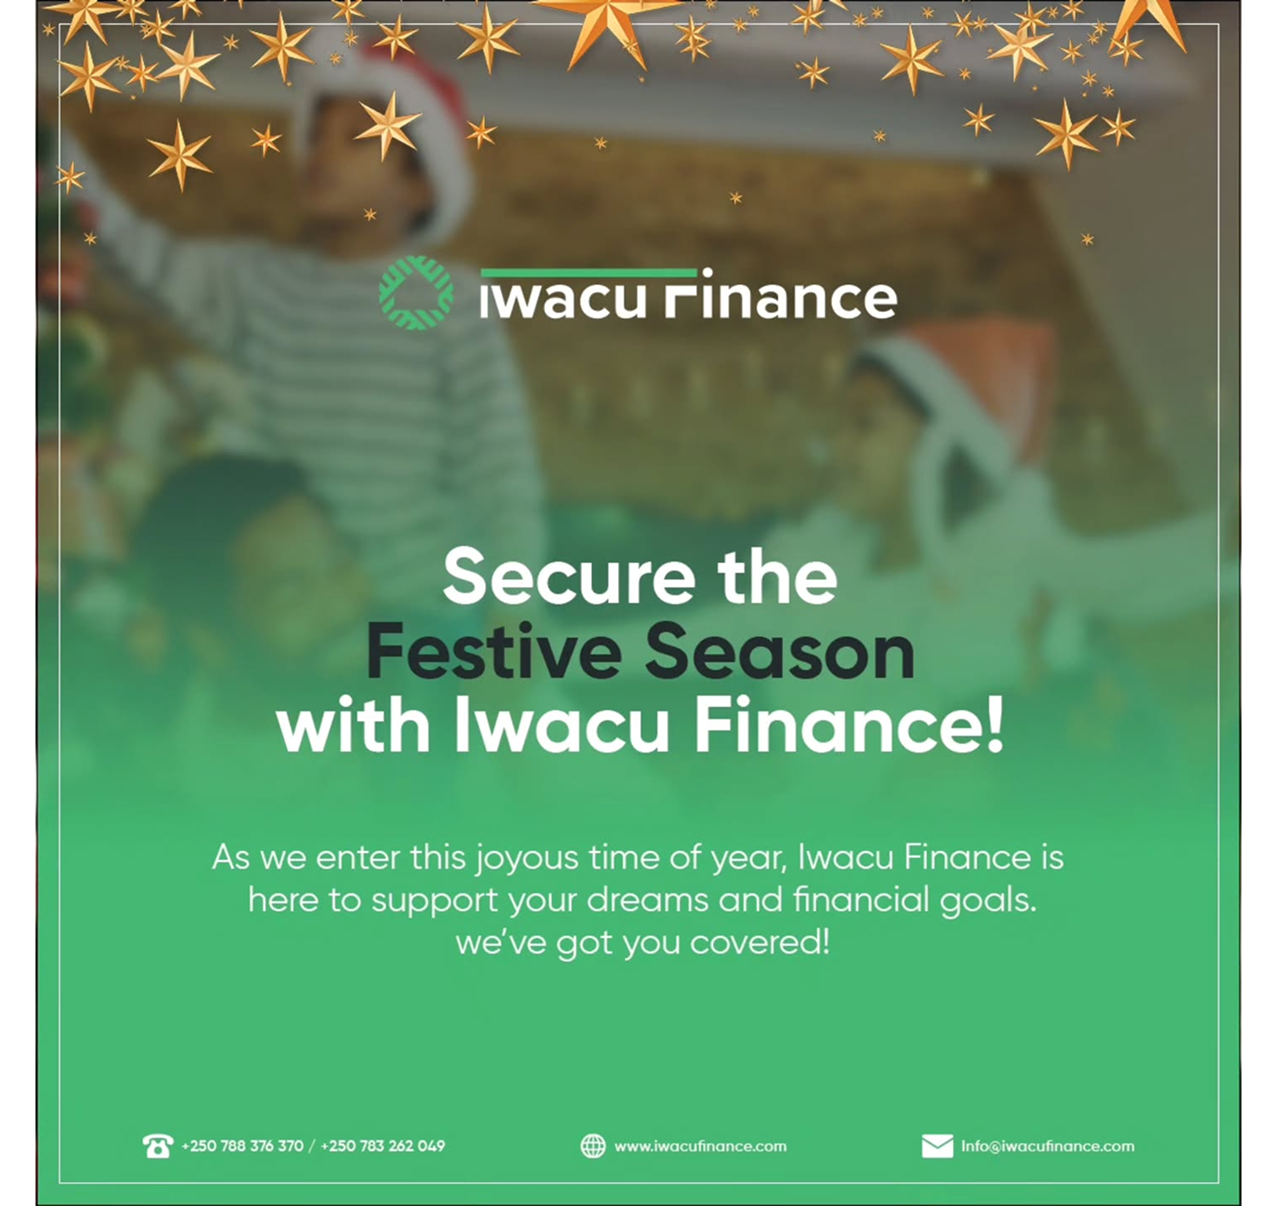 Iwacu Finance
Secure the
Festive Season
with Iwacu Finance!
As we enter this joyous time of year, Iwacu Finance is
here to support your dreams and financial goals.
we've got you covered!
+250 788 376 370 / +250 783 262 049
www.iwacufinance.com
Info@iwacufinance.com